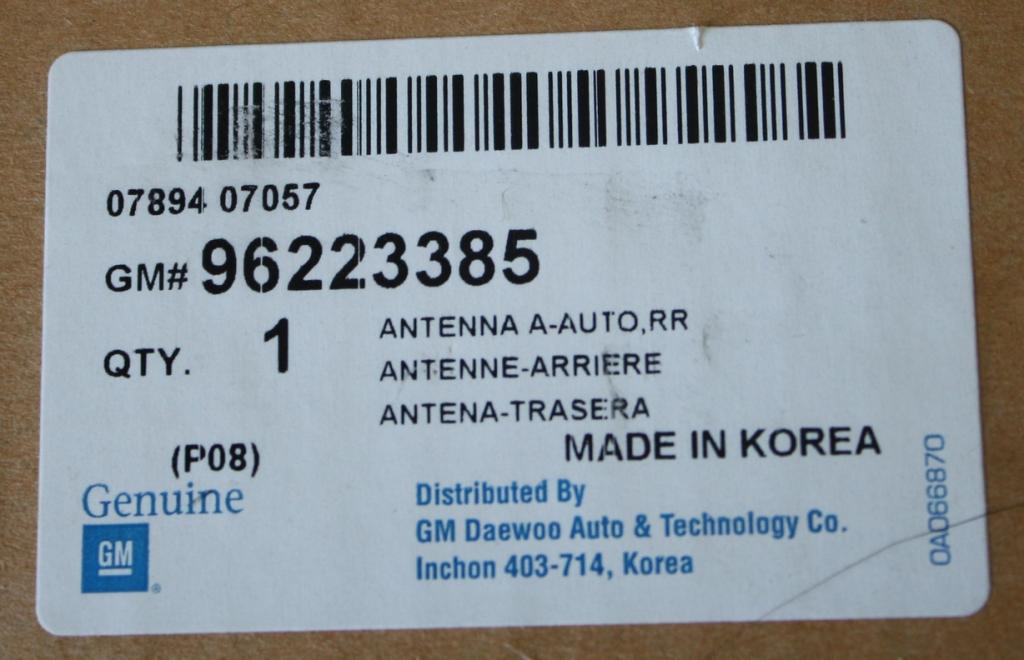 07894 07057
GM# 96223385
QTY. 1
ANTENNA A-AUTO,RR
ANTENNE-ARRIERE
ANTENA-TRASERA
MADE IN KOREA
(P08)
Genuine
GM
®
Distributed By
GM Daewoo Auto & Technology Co.
Inchon 403-714, Korea
0AD66870